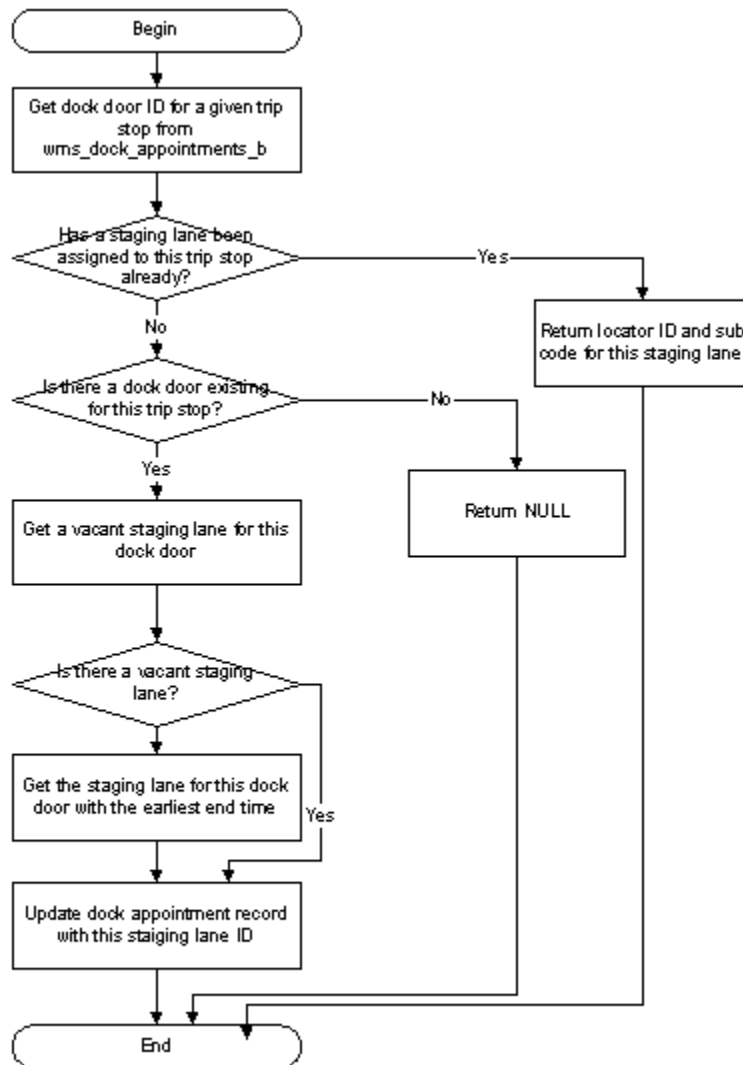 Begin
Get dock door ID for a given trip
stop from
wms_dock_appointments_b
Has a staging lane been
assigned to this trip stop
already?
Yes
Return locator ID and sub
code for this staging lane
No
Is there a dock door existing
for this trip stop?
No
Return NULL
Yes
Get a vacant staging lane for this
dock door
Is there a vacant staging
lane?
Get the staging lane for this dock
door with the earliest end time
Yes
Update dock appointment record
with this staiging lane ID
End